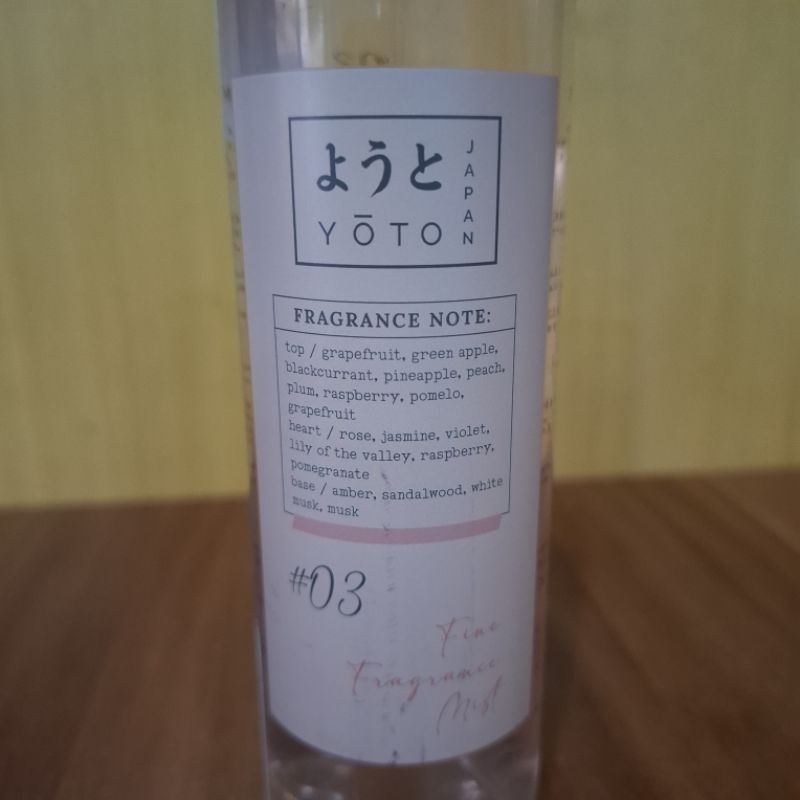 ようと
YŌTO
JAPAN
FRAGRANCE NOTE:
top / grapefruit, green apple,
blackcurrant, pineapple, peach,
plum, raspberry, pomelo,
grapefruit
heart / rose, jasmine, violet,
lily of the valley, raspberry,
pomegranate
base / amber, sandalwood, white
musk, musk
#03
Fine
Fragrance
Mist